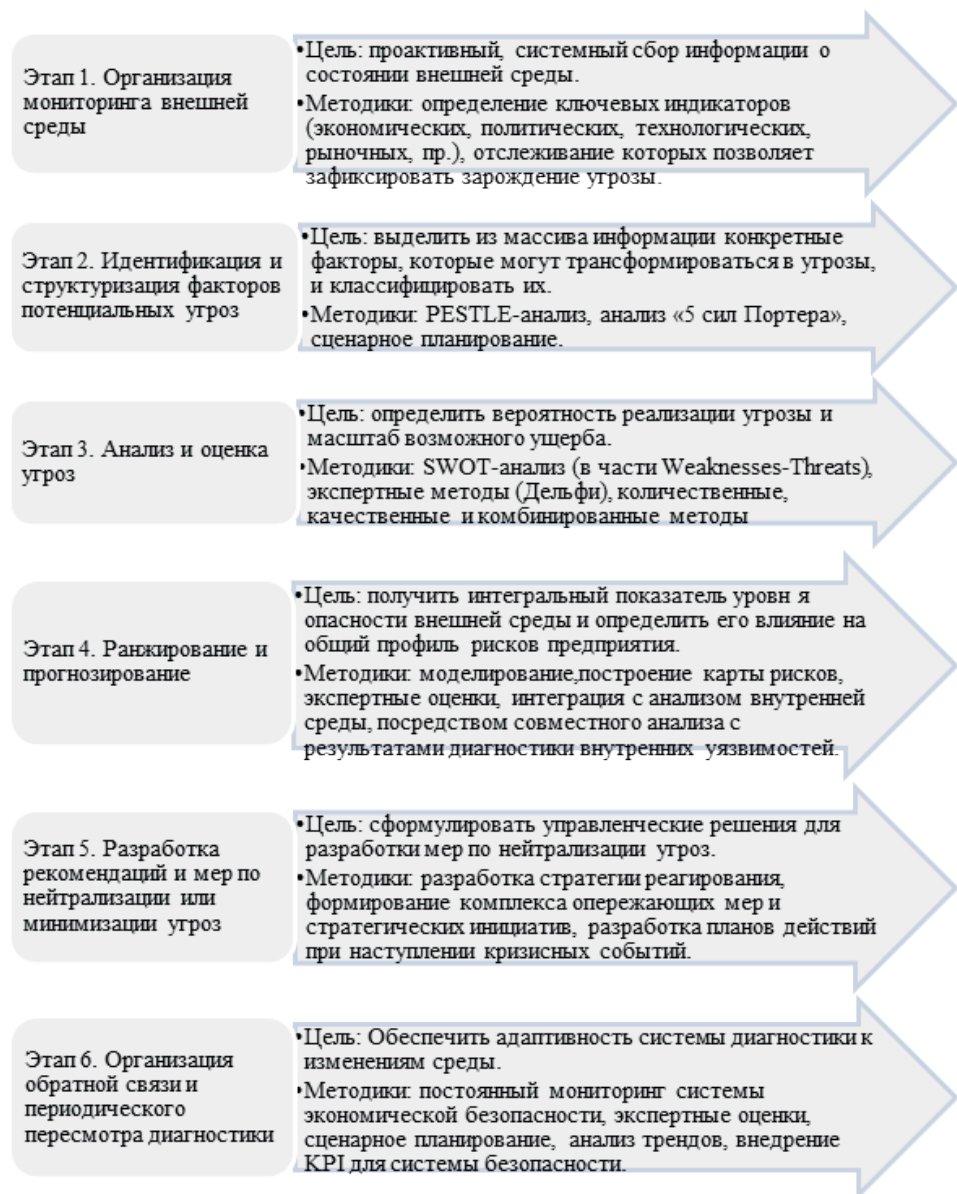 Этап 1. Организация
мониторинга внешней
среды
•Цель: проактивный, системный сбор информации о
состоянии внешней среды.
•Методики: определение ключевых индикаторов
(экономических, политических, технологических,
рыночных, пр.), отслеживание которых позволяет
зафиксировать зарождение угрозы.
Этап 2. Идентификация и
структуризация факторов
потенциальных угроз
•Цель: выделить из массива информации конкретные
факторы, которые могут трансформироваться в угрозы,
и классифицировать их.
•Методики: PESTLE-анализ, анализ «5 сил Портера»,
сценарное планирование.
Этап 3. Анализ и оценка
угроз
•Цель: определить вероятность реализации угрозы и
масштаб возможного ущерба.
•Методики: SWOT-анализ (в части Weaknesses-Threats),
экспертные методы (Дельфи), количественные,
качественные и комбинированные методы
Этап 4. Ранжирование и
прогнозирование
•Цель: получить интегральный показатель уровн я
опасности внешней среды и определить его влияние на
общий профиль рисков предприятия.
•Методики: моделирование,построение карты рисков,
экспертные оценки, интеграция с анализом внутренней
среды, посредством совместного анализа с
результатами диагностики внутренних уязвимостей.
Этап 5. Разработка
рекомендаций и мер по
нейтрализации или
минимизации угроз
•Цель: сформулировать управленческие решения для
разработки мер по нейтрализации угроз.
•Методики: разработка стратегии реагирования,
формирование комплекса опережающих мер и
стратегических инициатив, разработка планов действий
при наступлении кризисных событий.
Этап 6. Организация
обратной связи и
периодического
пересмотра диагностики
•Цель: Обеспечить адаптивность системы диагностики к
изменениям среды.
•Методики: постоянный мониторинг системы
экономической безопасности, экспертные оценки,
сценарное планирование, анализ трендов, внедрение
KPI для системы безопасности.